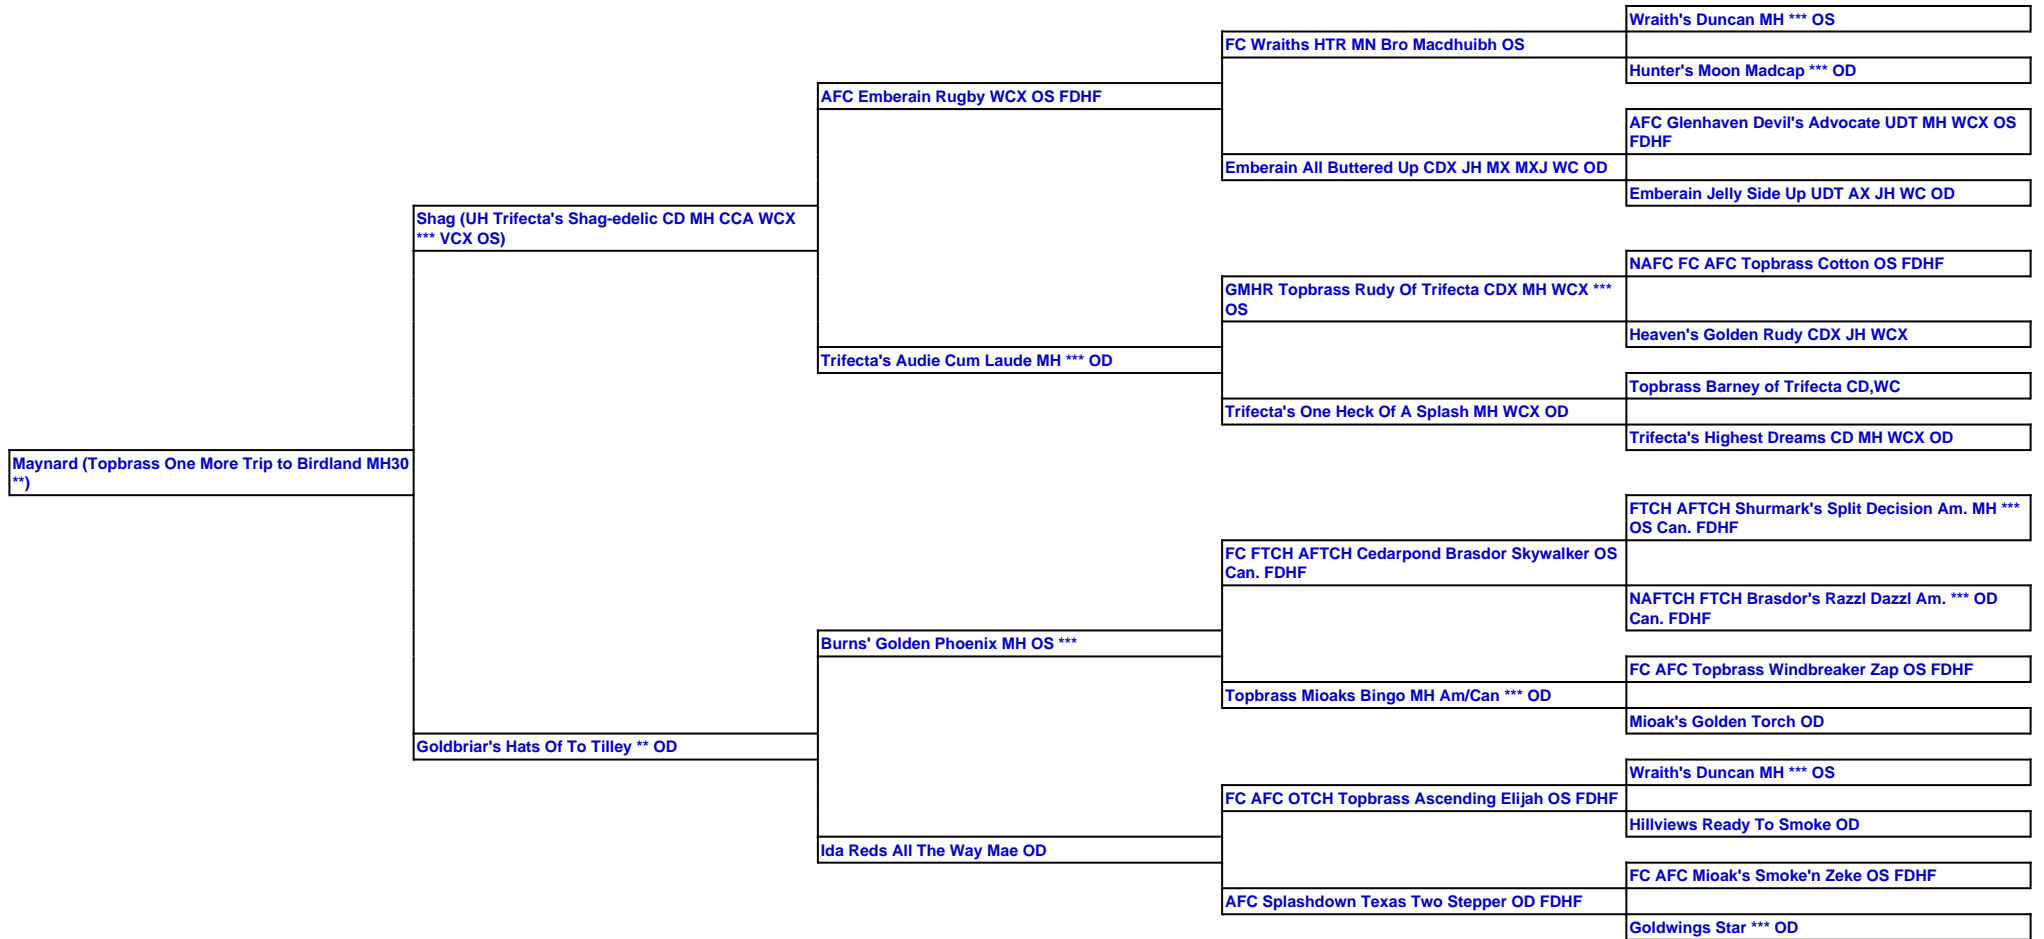 Wraith's Duncan MH *** OS
FC Wraiths HTR MN Bro Macdhuibh OS
Hunter's Moon Madcap *** OD
AFC Emberain Rugby WCX OS FDHF
AFC Glenhaven Devil's Advocate UDT MH WCX OS
FDHF
Emberain All Buttered Up CDX JH MX MXJ WC OD
Emberain Jelly Side Up UDT AX JH WC OD
Shag (UH Trifecta's Shag-edelic CD MH CCA WCX
*** VCX OS)
NAFC FC AFC Topbrass Cotton OS FDHF
GMHR Topbrass Rudy Of Trifecta CDX MH WCX ***
OS
Heaven's Golden Rudy CDX JH WCX
Trifecta's Audie Cum Laude MH *** OD
Topbrass Barney of Trifecta CD,WC
Trifecta's One Heck Of A Splash MH WCX OD
Trifecta's Highest Dreams CD MH WCX OD
Maynard (Topbrass One More Trip to Birdland MH30
**)
FTCH AFTCH Shurmark's Split Decision Am. MH ***
OS Can. FDHF
FC FTCH AFTCH Cedarpond Brasdor Skywalker OS
Can. FDHF
NAFTCH FTCH Brasdor's Razzl Dazzl Am. *** OD
Can. FDHF
Burns' Golden Phoenix MH OS ***
FC AFC Topbrass Windbreaker Zap OS FDHF
Topbrass Mioaks Bingo MH Am/Can *** OD
Mioak's Golden Torch OD
Goldbriar's Hats Of To Tilley ** OD
Wraith's Duncan MH *** OS
FC AFC OTCH Topbrass Ascending Elijah OS FDHF
Hillviews Ready To Smoke OD
Ida Reds All The Way Mae OD
FC AFC Mioak's Smoke'n Zeke OS FDHF
AFC Splashdown Texas Two Stepper OD FDHF
Goldwings Star *** OD